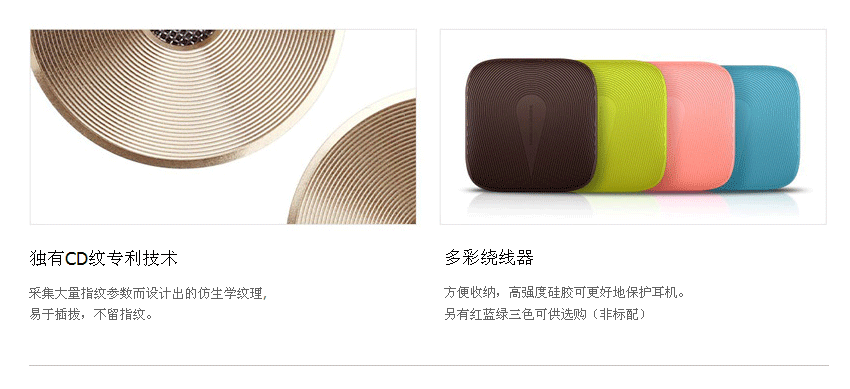 独有CD纹专利技术
采集大量指纹参数而设计出的仿生学纹理,
易于插拔，不留指纹。
多彩绕线器
方便收纳，高强度硅胶可更好地保护耳机。
另有红蓝绿三色可供选购（非标配）